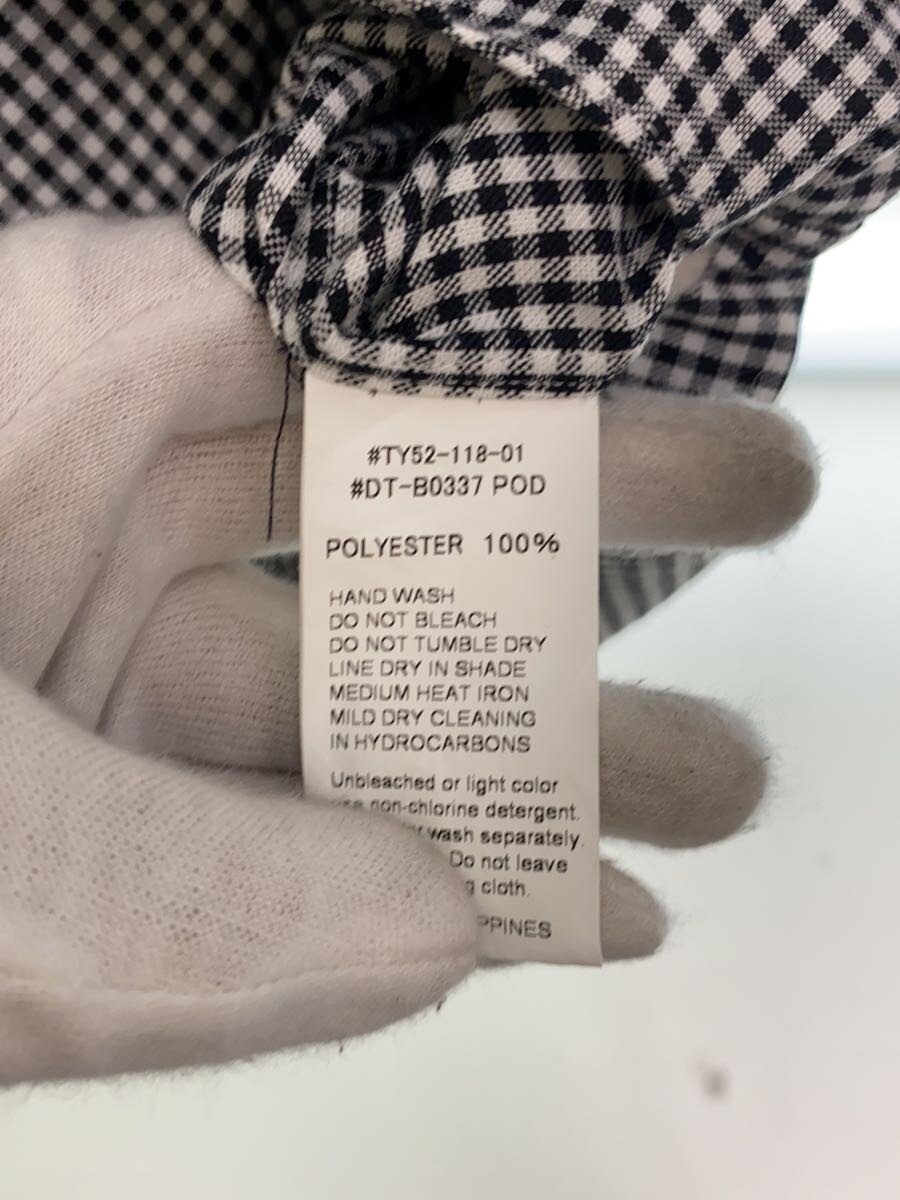 #TY52-118-01
#DT-B0337 POD
POLYESTER 100%
HAND WASH
DO NOT BLEACH
DO NOT TUMBLE DRY
LINE DRY IN SHADE
MEDIUM HEAT IRON
MILD DRY CLEANING
IN HYDROCARBONS
Unbleached or light color
use non-chlorine detergent.
wash separately.
Do not leave
cloth.